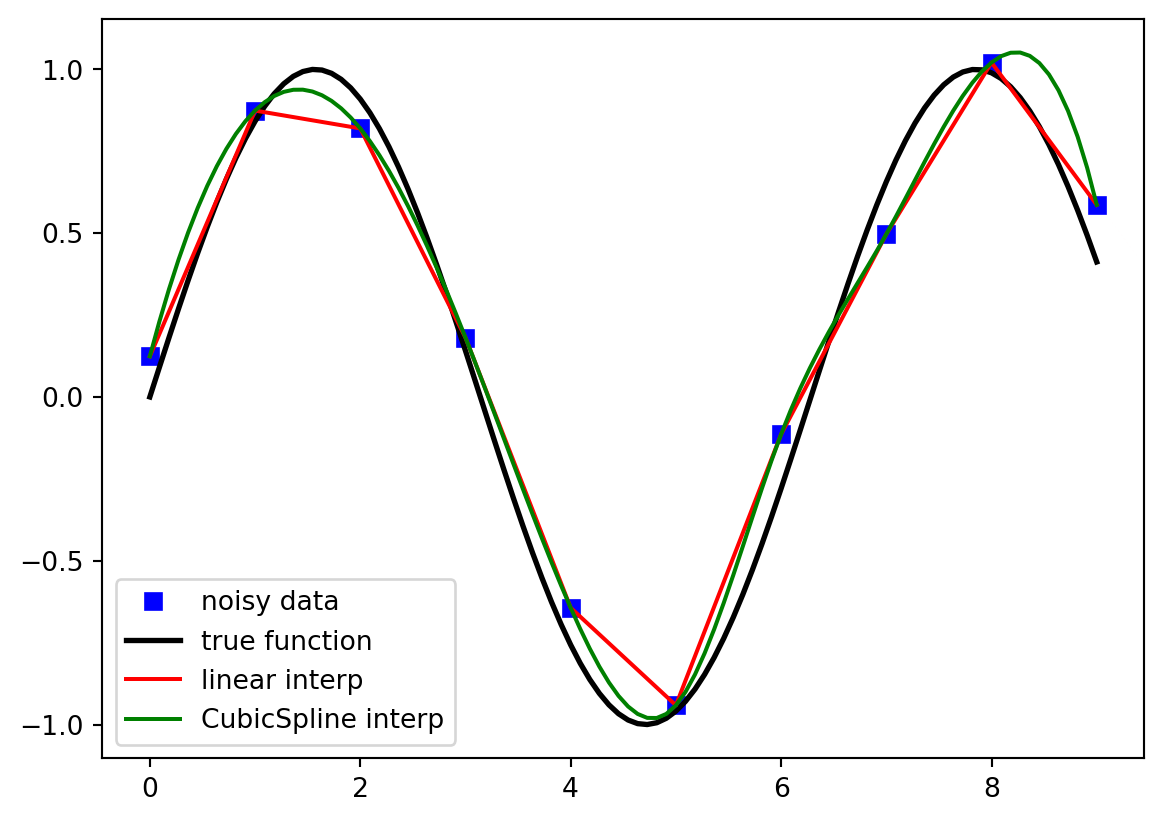 1.0
0.5
0.0
−0.5
−1.0
noisy data
true function
linear interp
CubicSpline interp
0 2 4 6 8